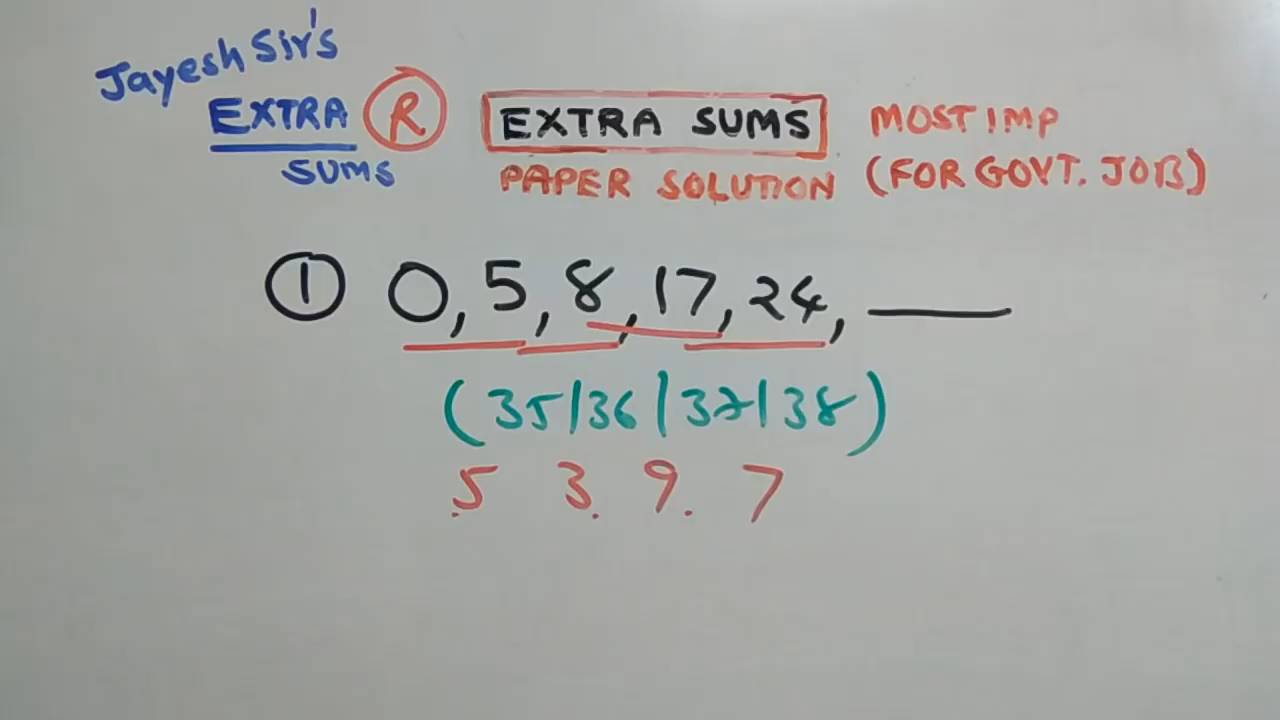 Jayesh Sir's
EXTRA R
SUMS
EXTRA SUMS
PAPER SOLUTION
MOST IMP
(FOR GOVT. JOB)
① 0, 5, 8, 17, 24, ____
(35/36/37/38)
5 3 9 7